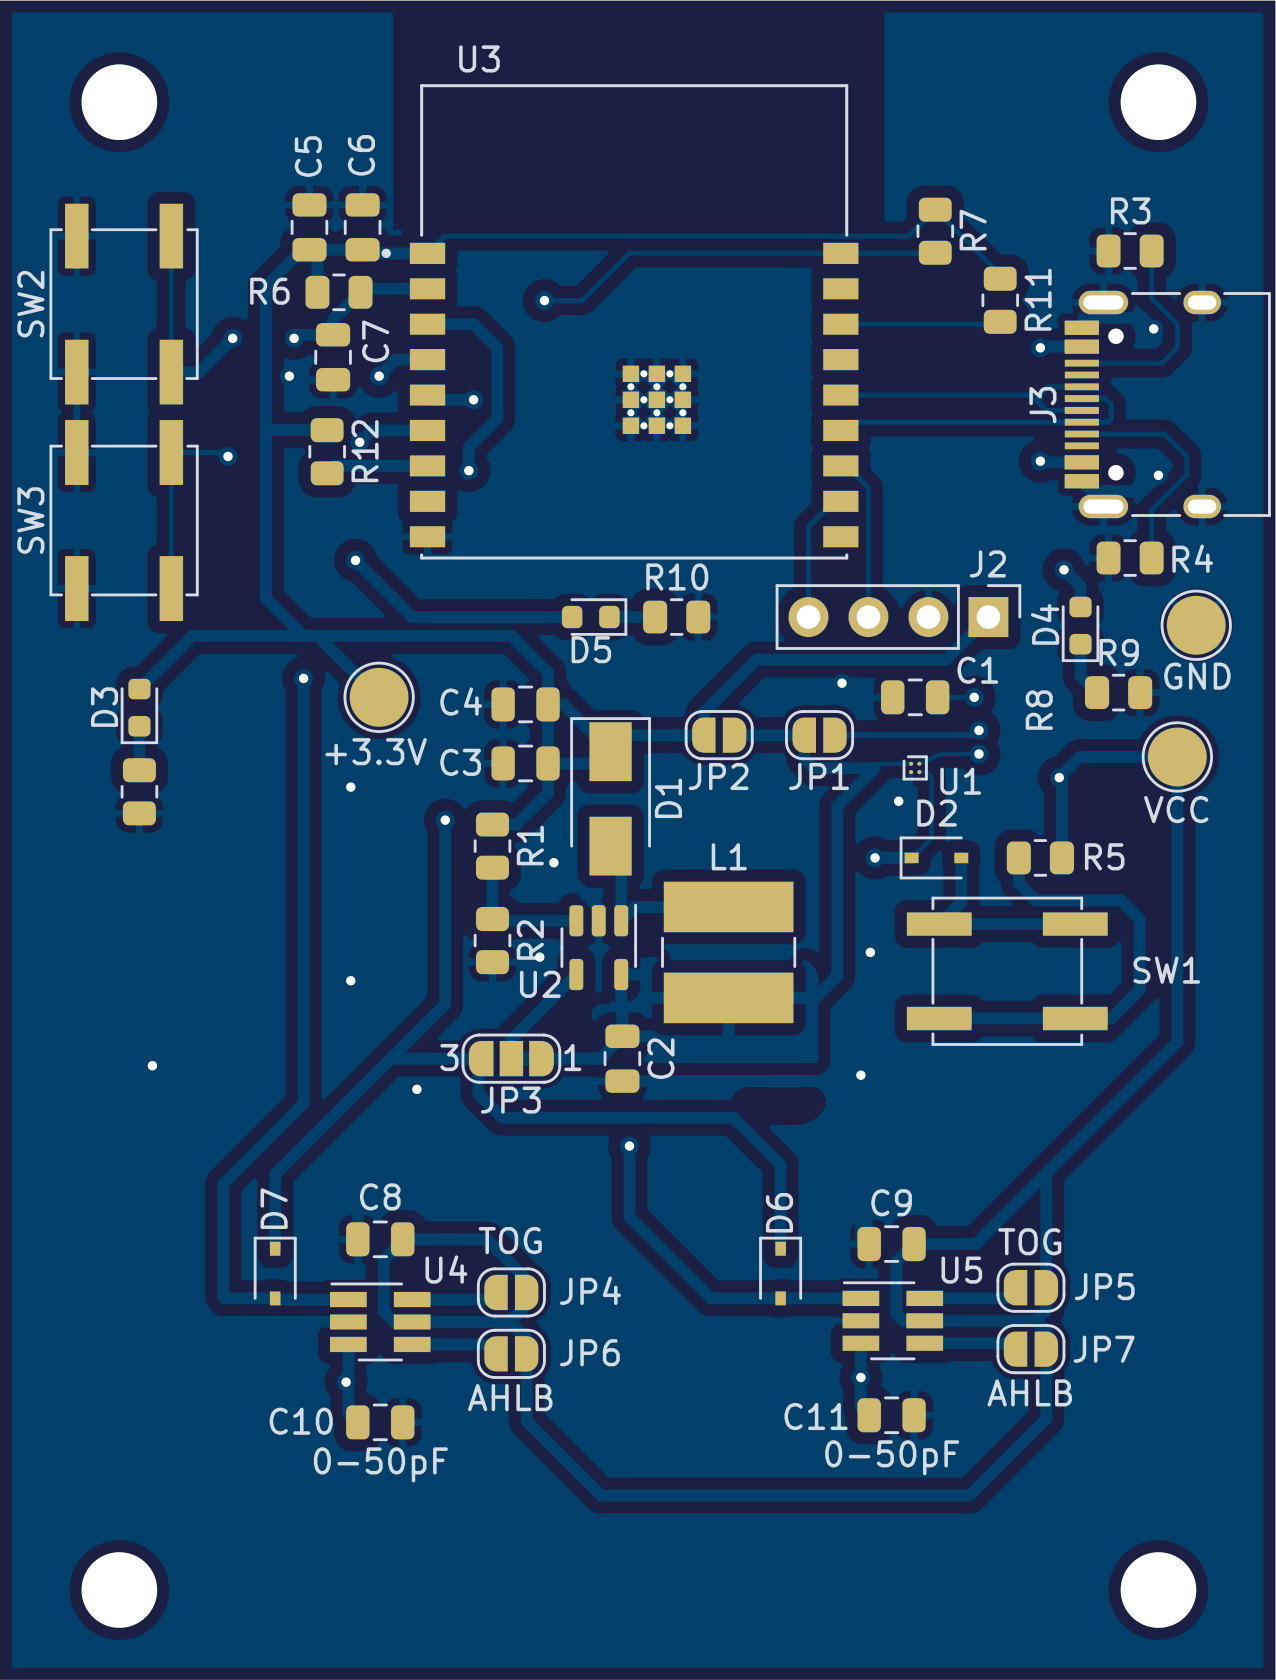 U3
C5
C6
R7
R3
SW2
R6
R11
C7
J3
R12
SW3
R4
J2
R10
D4
D5
R9
GND
C1
D3
C4
R8
+3.3V
C3
JP2
JP1
U1
D1
D2
VCC
R1
L1
R5
R2
U2
SW1
3
1
C2
JP3
D7
C8
D6
C9
TOG
TOG
U4
U5
JP4
JP5
JP6
JP7
AHLB
AHLB
C10
C11
0-50pF
0-50pF